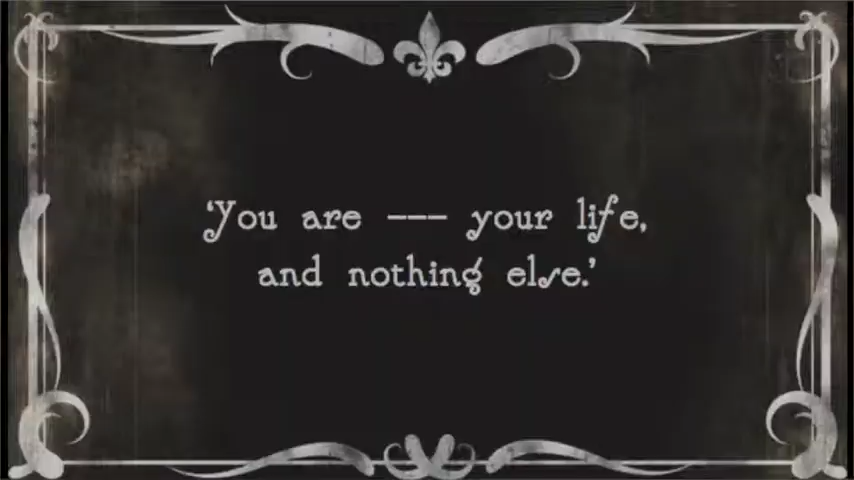 ‘You are --- your life,
and nothing else.’